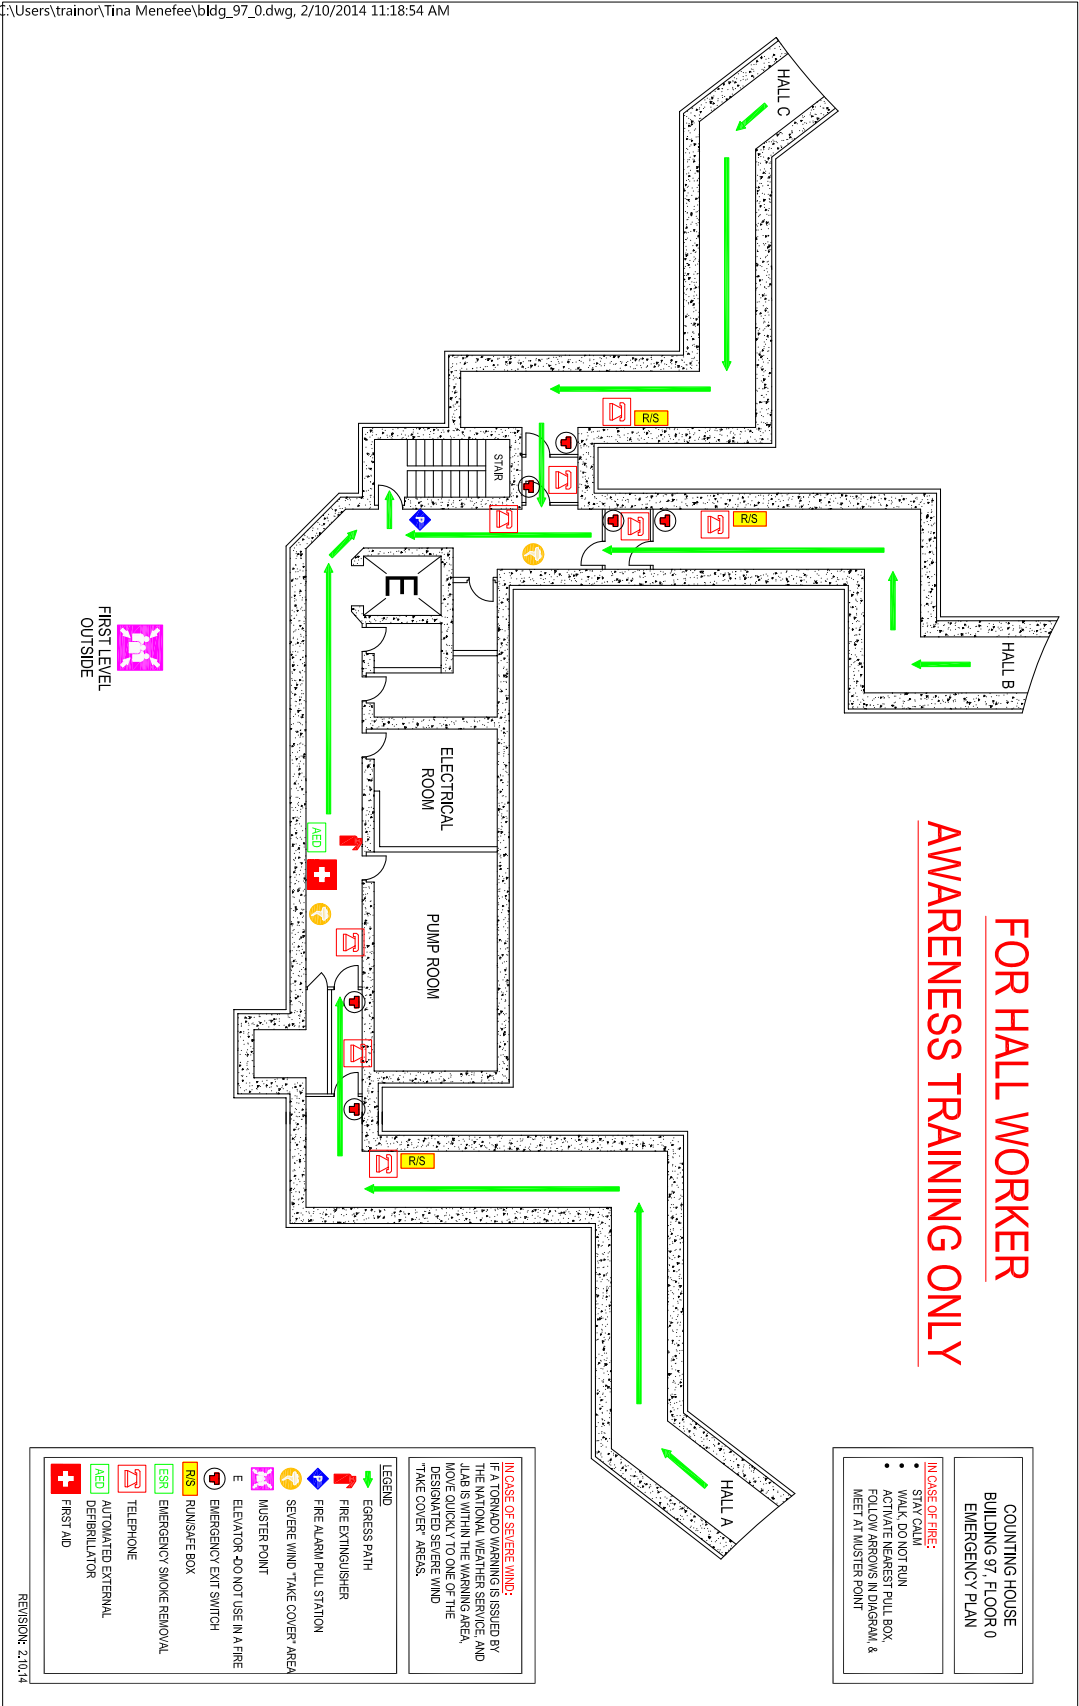 C:\Users\trainor\Tina Menefee\bldg_97_0.dwg, 2/10/2014 11:18:54 AM
FOR HALL WORKER
AWARENESS TRAINING ONLY
COUNTING HOUSE
BUILDING 97, FLOOR 0
EMERGENCY PLAN
IN CASE OF FIRE:
• STAY CALM
• WALK, DO NOT RUN
• ACTIVATE NEAREST PULL BOX,
FOLLOW ARROWS IN DIAGRAM, &
MEET AT MUSTER POINT
HALL C
HALL B
HALL A
R/S
R/S
R/S
STAIR
P
E
ELECTRICAL
ROOM
PUMP ROOM
AED
FIRST LEVEL
OUTSIDE
IN CASE OF SEVERE WIND:
IF A TORNADO WARNING IS ISSUED BY
THE NATIONAL WEATHER SERVICE, AND
JLAB IS WITHIN THE WARNING AREA,
MOVE QUICKLY TO ONE OF THE
DESIGNATED SEVERE WIND
"TAKE COVER" AREAS.
LEGEND
EGRESS PATH
FIRE EXTINGUISHER
P FIRE ALARM PULL STATION
SEVERE WIND "TAKE COVER" AREA
MUSTER POINT
E ELEVATOR -DO NOT USE IN A FIRE
EMERGENCY EXIT SWITCH
R/S RUN/SAFE BOX
ESR EMERGENCY SMOKE REMOVAL
TELEPHONE
AED AUTOMATED EXTERNAL
DEFIBRILLATOR
FIRST AID
REVISION: 2.10.14